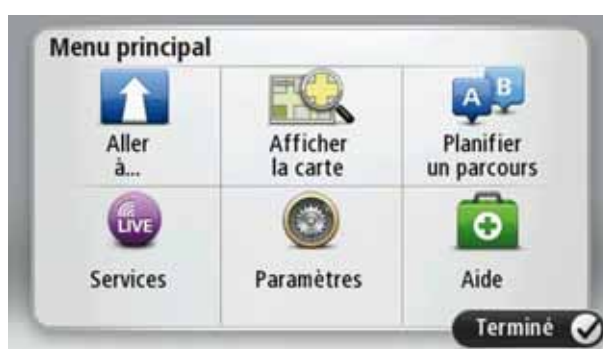 Menu principal
Aller
à...
Afficher
la carte
A B
Planifier
un parcours
LIVE
Services
Paramètres
Aide
Terminé